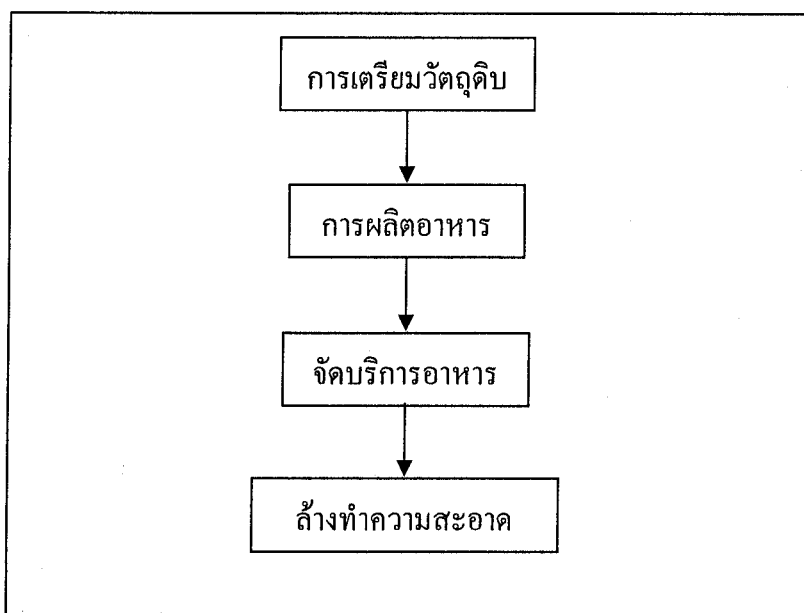 การเตรียมวัตถุดิบ
การผลิตอาหาร
จัดบริการอาหาร
ล้างทำความสะอาด